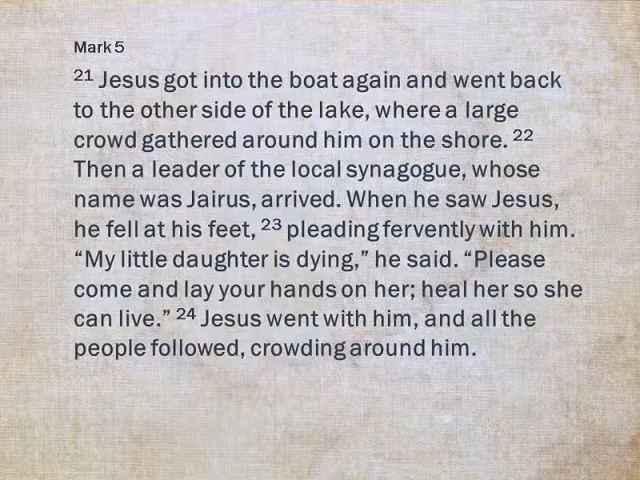 Mark 5
21 Jesus got into the boat again and went back
to the other side of the lake, where a large
crowd gathered around him on the shore. 22
Then a leader of the local synagogue, whose
name was Jairus, arrived. When he saw Jesus,
he fell at his feet, 23 pleading fervently with him.
“My little daughter is dying,” he said. “Please
come and lay your hands on her; heal her so she
can live.” 24 Jesus went with him, and all the
people followed, crowding around him.